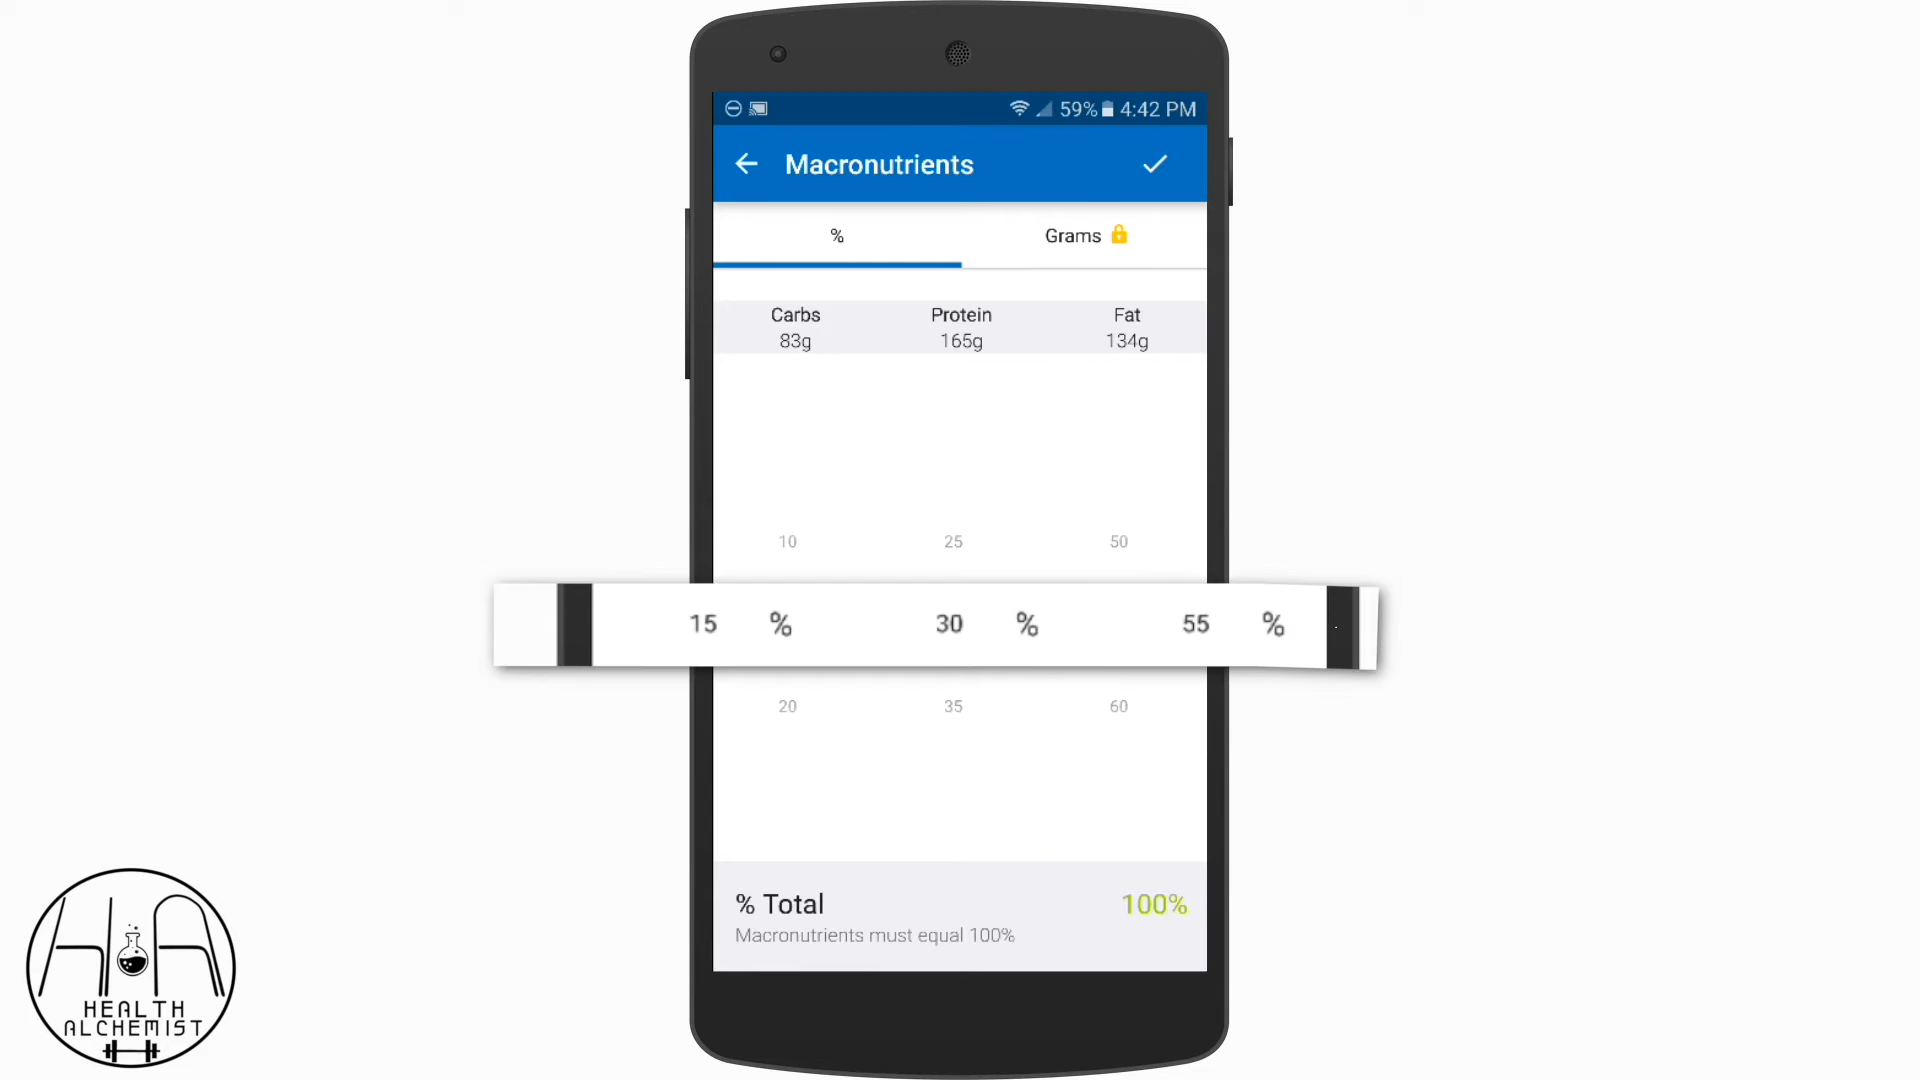 59% 4:42 PM
Macronutrients
% Grams
Carbs Protein Fat
83g 165g 134g
10 25 50
15 % 30 % 55 %
20 35 60
% Total 100%
Macronutrients must equal 100%
HA
HEALTH
ALCHEMIST